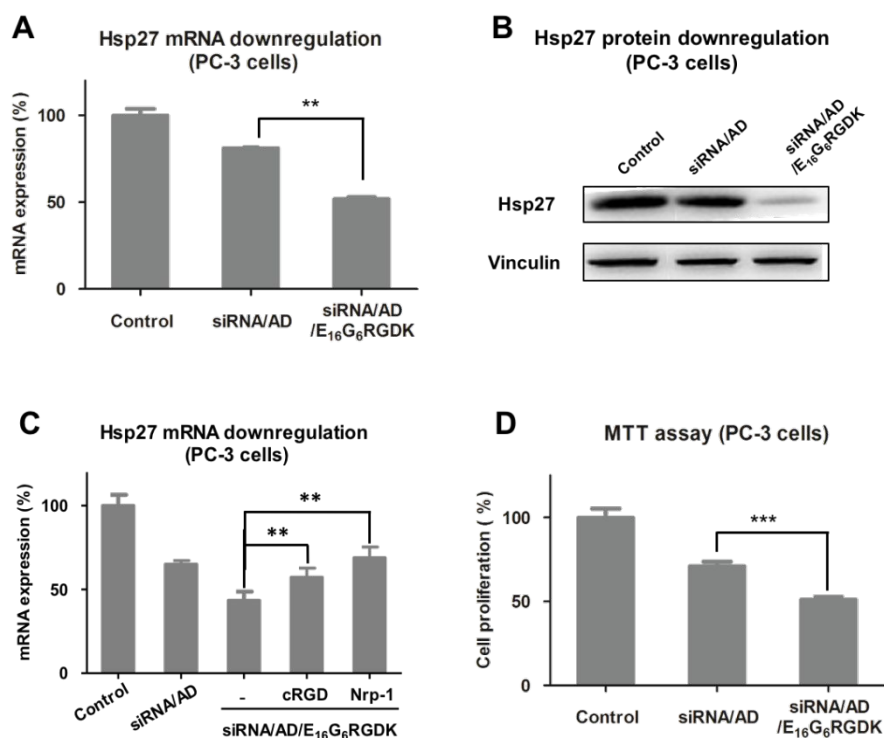 A
Hsp27 mRNA downregulation
(PC-3 cells)
mRNA expression (%)
100
50
0
**
Control
siRNA/AD
siRNA/AD
/E₁₆G₆RGDK
B
Hsp27 protein downregulation
(PC-3 cells)
Control
siRNA/AD
siRNA/AD
/E₁₆G₆RGDK
Hsp27
Vinculin
C
Hsp27 mRNA downregulation
(PC-3 cells)
mRNA expression (%)
100
50
0
**
**
Control
siRNA/AD
-
cRGD
Nrp-1
siRNA/AD/E₁₆G₆RGDK
D
MTT assay (PC-3 cells)
Cell proliferation ( %)
100
50
0
***
Control
siRNA/AD
siRNA/AD
/E₁₆G₆RGDK